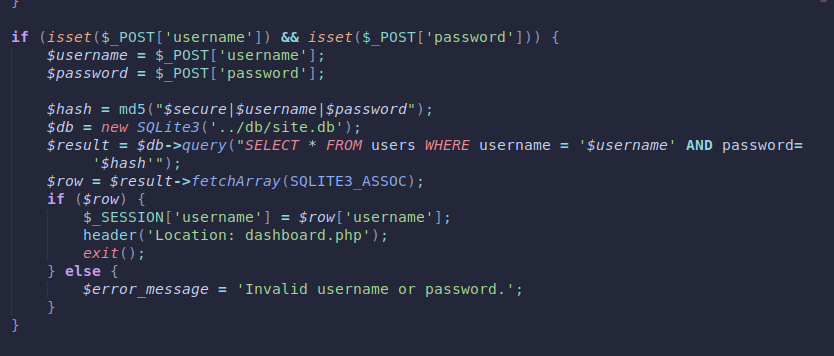 }
if (isset($_POST['username']) && isset($_POST['password'])) {
$username = $_POST['username'];
$password = $_POST['password'];
$hash = md5("$secure|$username|$password");
$db = new SQLite3('../db/site.db');
$result = $db->query("SELECT * FROM users WHERE username = '$username' AND password=
'$hash'");
$row = $result->fetchArray(SQLITE3_ASSOC);
if ($row) {
$_SESSION['username'] = $row['username'];
header('Location: dashboard.php');
exit();
} else {
$error_message = 'Invalid username or password.';
}
}